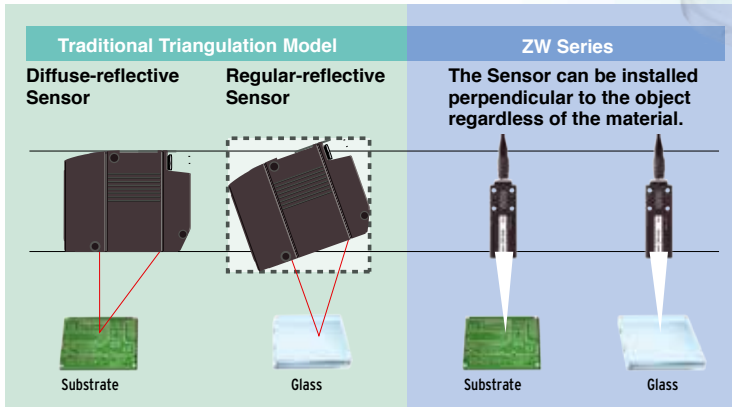 Traditional Triangulation Model
ZW Series
Diffuse-reflective
Sensor
Regular-reflective
Sensor
The Sensor can be installed
perpendicular to the object
regardless of the material.
Substrate
Glass
Substrate
Glass